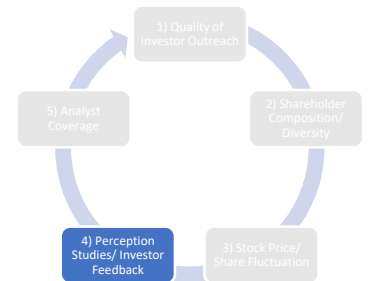 1) Quality of
Investor Outreach
2) Shareholder
Composition/
Diversity
3) Stock Price/
Share Fluctuation
4) Perception
Studies/ Investor
Feedback
5) Analyst
Coverage